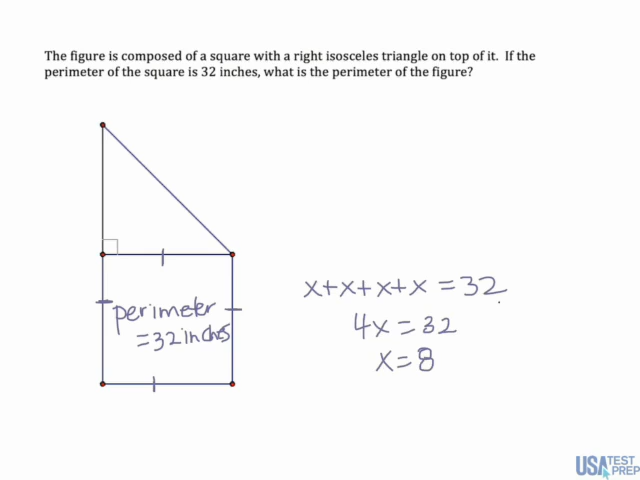 The figure is composed of a square with a right isosceles triangle on top of it. If the
perimeter of the square is 32 inches, what is the perimeter of the figure?
perimeter
=32 inches
x+x+x+x=32
4x=32
x=8
USA TEST
PREP